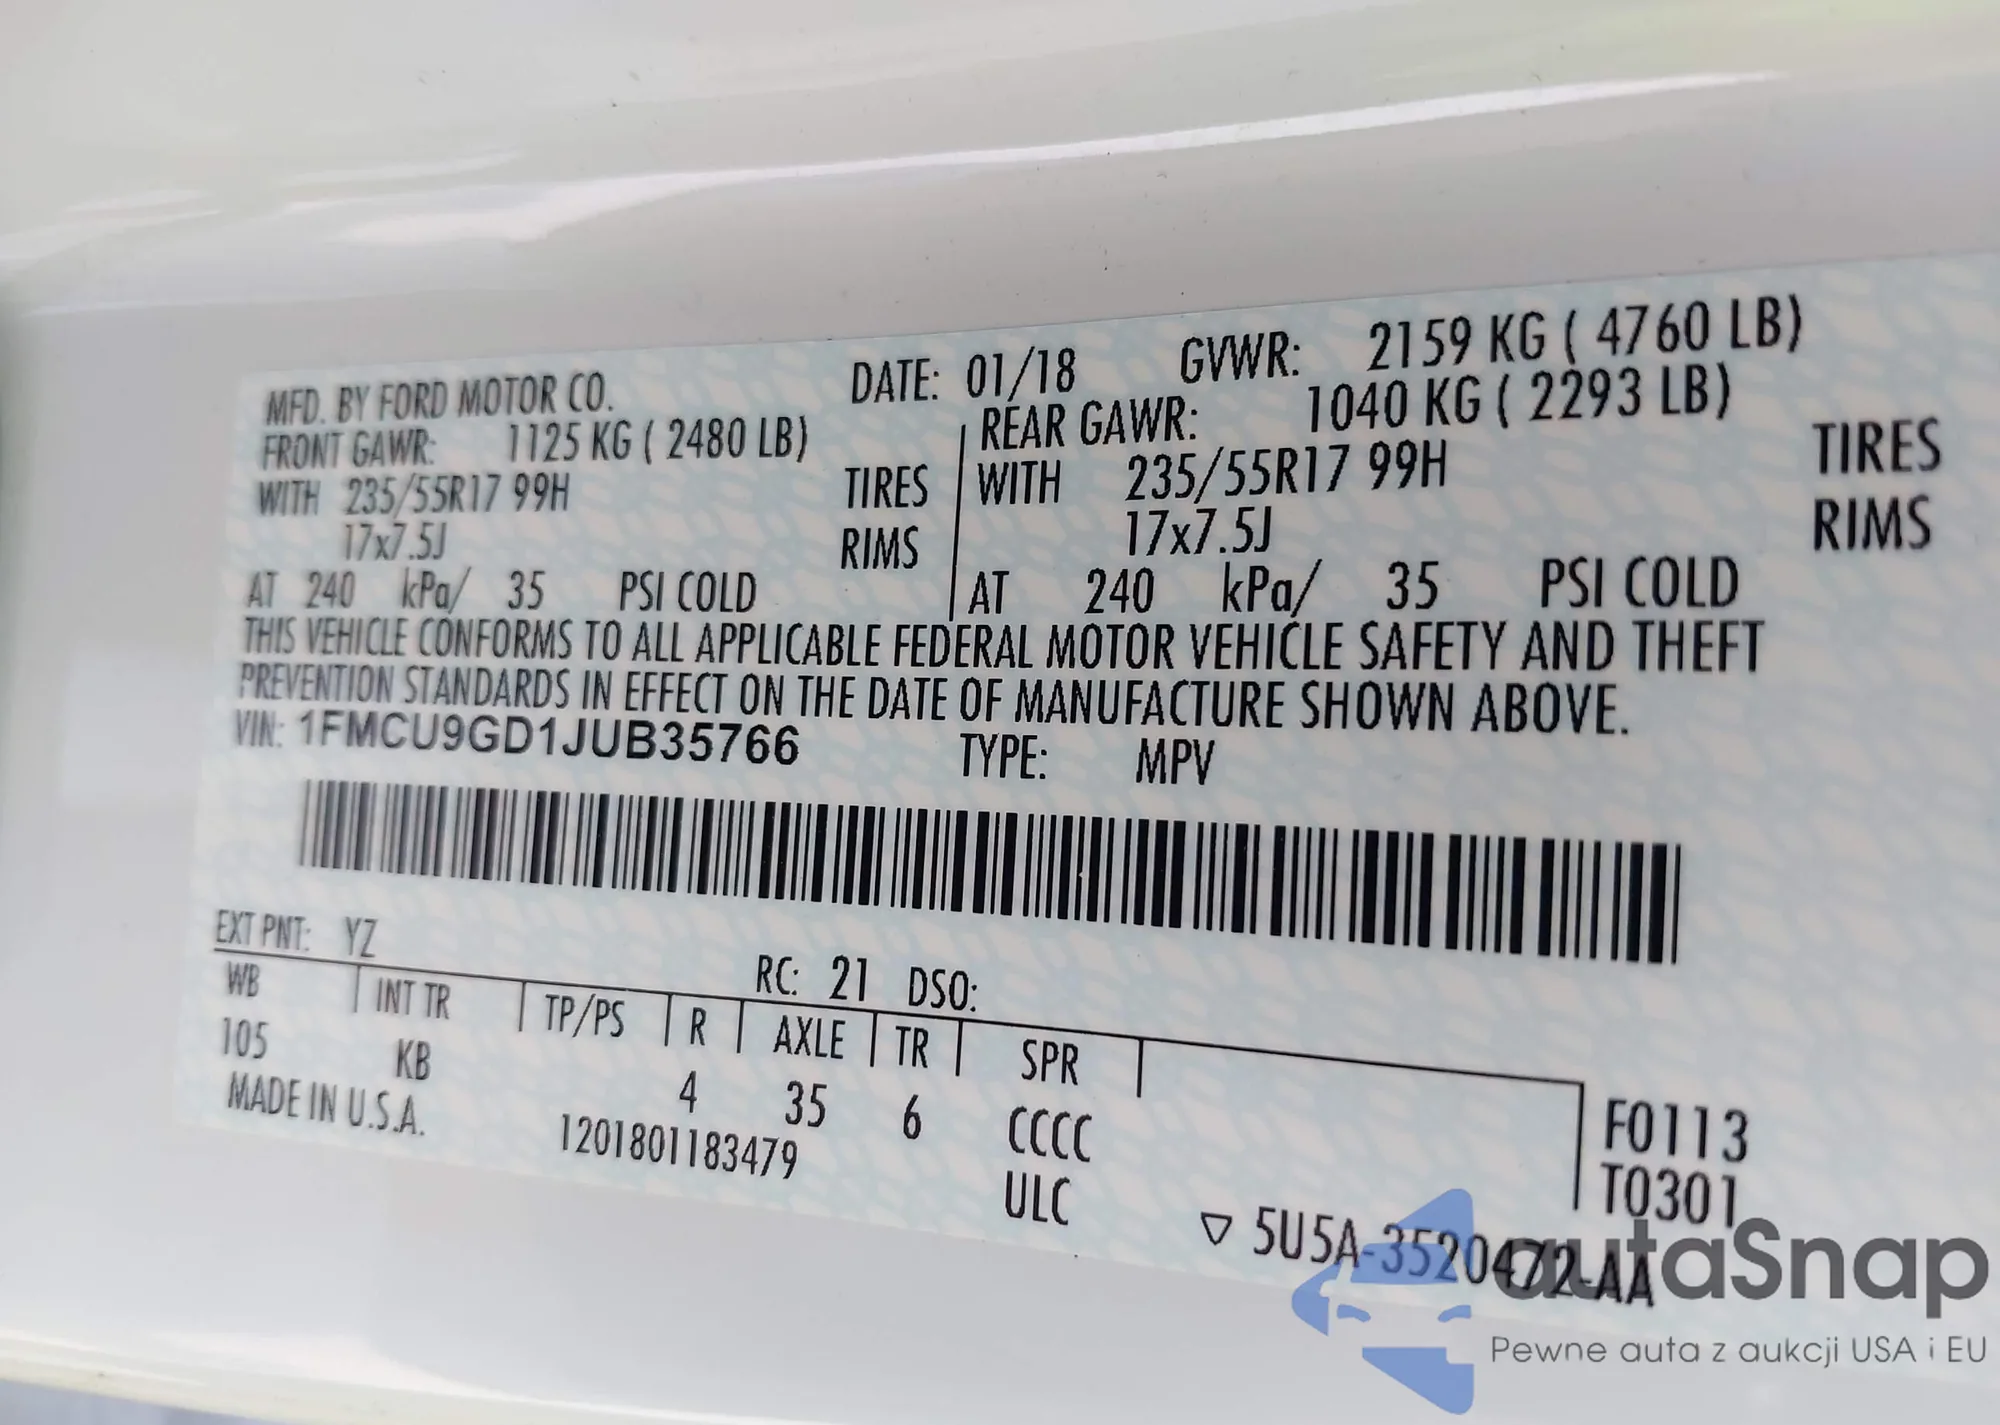 MFD. BY FORD MOTOR CO. DATE: 01/18 GVWR: 2159 KG ( 4760 LB)
FRONT GAWR: 1125 KG ( 2480 LB) REAR GAWR: 1040 KG ( 2293 LB)
WITH 235/55R17 99H TIRES WITH 235/55R17 99H TIRES
17x7.5J RIMS 17x7.5J RIMS
AT 240 kPa/ 35 PSI COLD AT 240 kPa/ 35 PSI COLD
THIS VEHICLE CONFORMS TO ALL APPLICABLE FEDERAL MOTOR VEHICLE SAFETY AND THEFT
PREVENTION STANDARDS IN EFFECT ON THE DATE OF MANUFACTURE SHOWN ABOVE.
VIN: 1FMCU9GD1JUB35766 TYPE: MPV
EXT PNT: YZ RC: 21 DSO:
WB INT TR TP/PS R AXLE TR SPR
105 KB 4 35 6 CCCC F0113
MADE IN U.S.A. 1201801183479 ULC T0301
▽ 5U5A-3520472-AA
autaSnap
Pewne auta z aukcji USA i EU